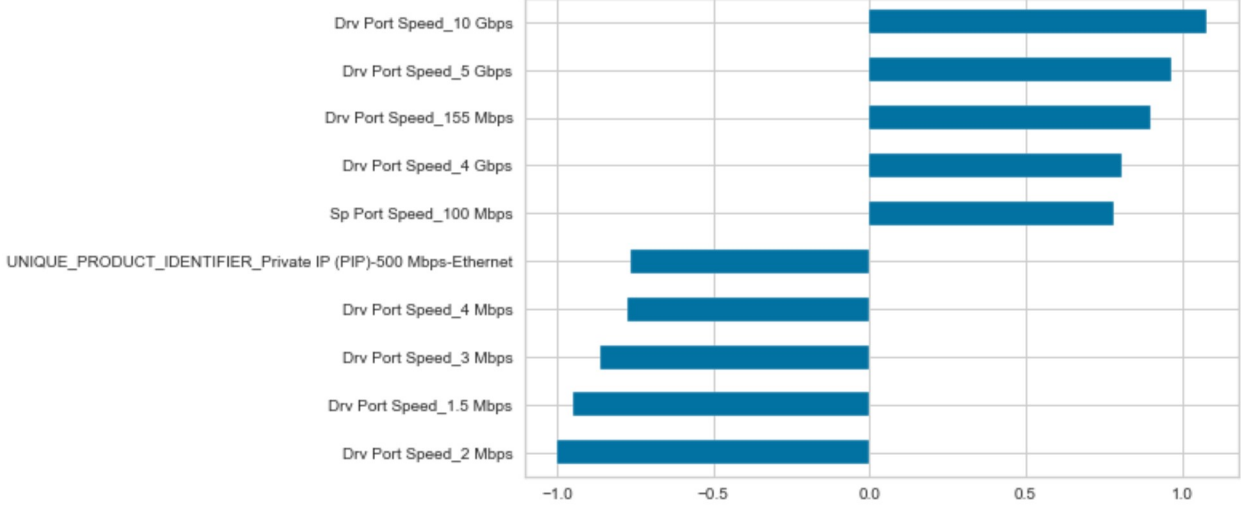 Drv Port Speed_10 Gbps
Drv Port Speed_5 Gbps
Drv Port Speed_155 Mbps
Drv Port Speed_4 Gbps
Sp Port Speed_100 Mbps
UNIQUE_PRODUCT_IDENTIFIER_Private IP (PIP)-500 Mbps-Ethernet
Drv Port Speed_4 Mbps
Drv Port Speed_3 Mbps
Drv Port Speed_1.5 Mbps
Drv Port Speed_2 Mbps
−1.0 −0.5 0.0 0.5 1.0